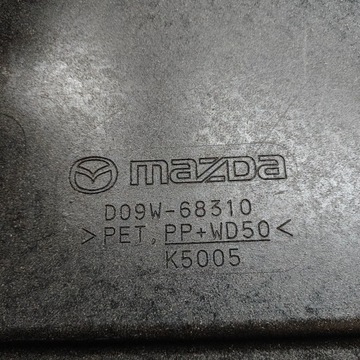 mazda
D09W-68310
>PET, PP+WD50<
K5005